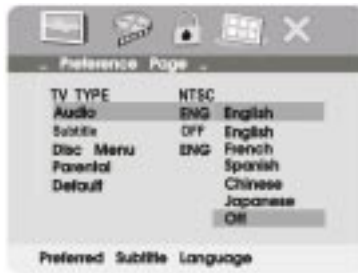 .. Preference Page ..
TV TYPE NTSC
Audio ENG English
Subtitle OFF English
Disc Menu ENG French
Parental Spanish
Default Chinese
Japanese
Off
Preferred Subtitle Language